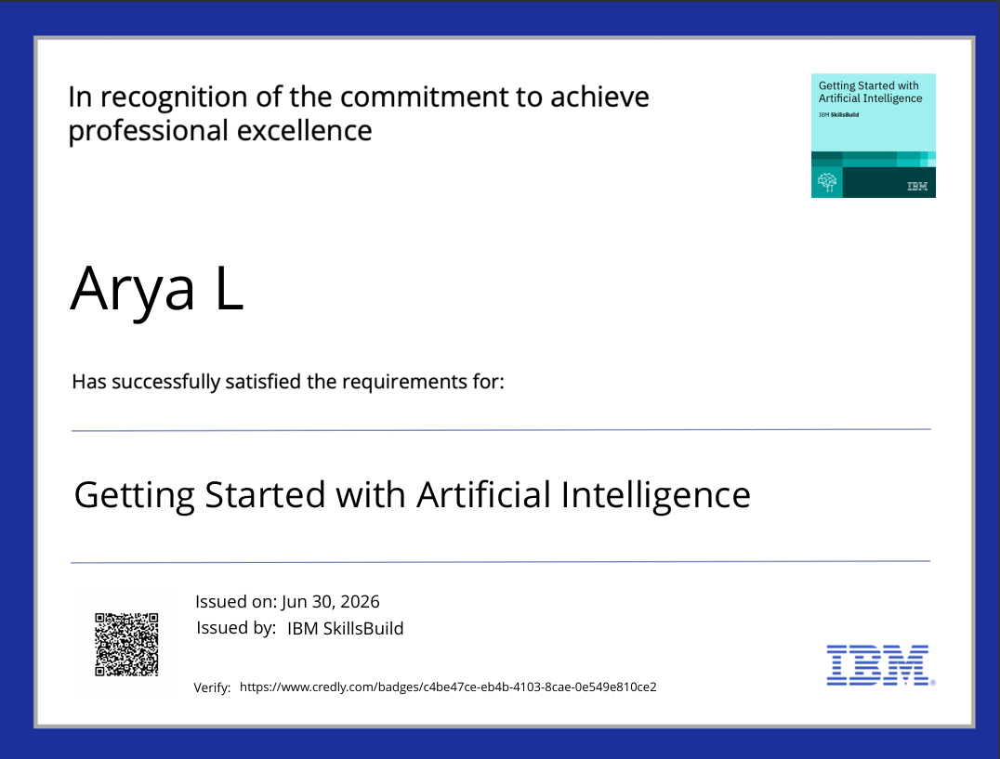 In recognition of the commitment to achieve
professional excellence
Getting Started with
Artificial Intelligence
IBM SkillsBuild
IBM
Arya L
Has successfully satisfied the requirements for:
Getting Started with Artificial Intelligence
Issued on: Jun 30, 2026
Issued by: IBM SkillsBuild
Verify: https://www.credly.com/badges/c4be47ce-eb4b-4103-8cae-0e549e810ce2
IBM®